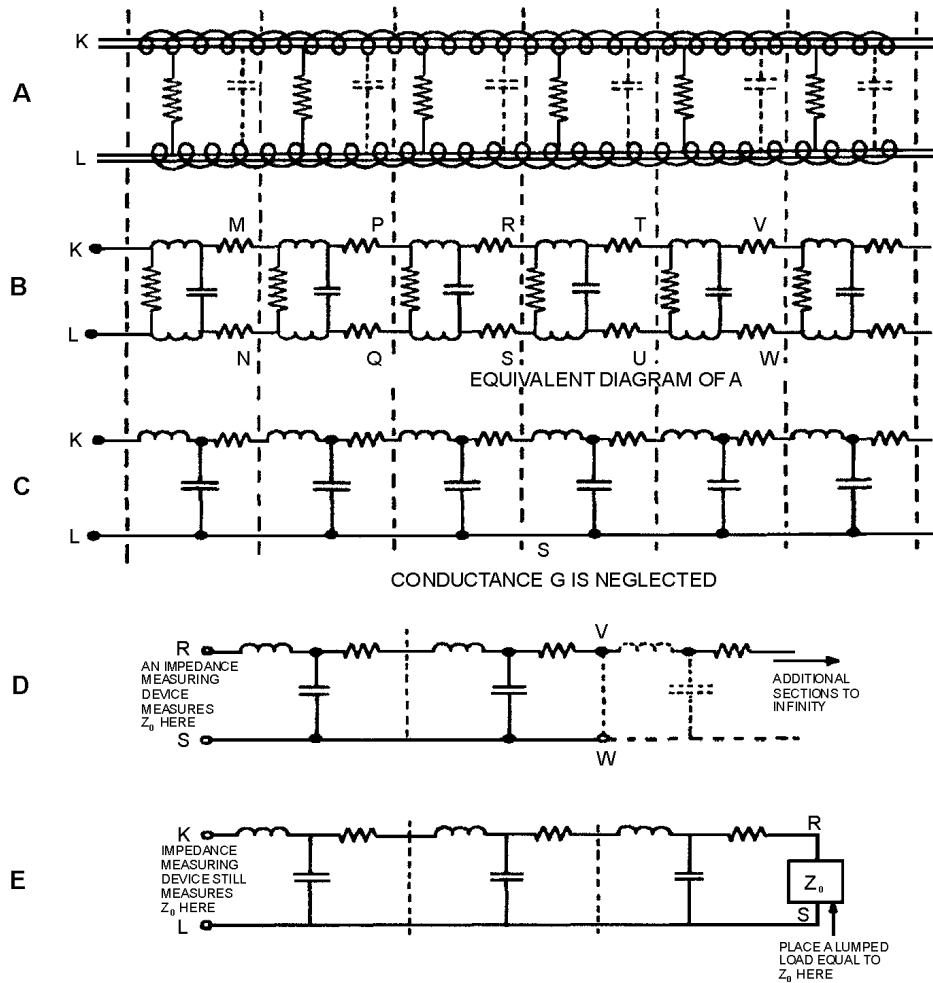 K
A
L
M P R T V
K
B
L
N Q S U W
EQUIVALENT DIAGRAM OF A
K
C
L
S
CONDUCTANCE G IS NEGLECTED
V
R
AN IMPEDANCE
MEASURING
DEVICE
MEASURES
Z₀ HERE
D
ADDITIONAL
SECTIONS TO
INFINITY
S
W
K
R
IMPEDANCE
MEASURING
DEVICE STILL
MEASURES
Z₀ HERE
E
Z₀
S
L
PLACE A LUMPED
LOAD EQUAL TO
Z₀ HERE